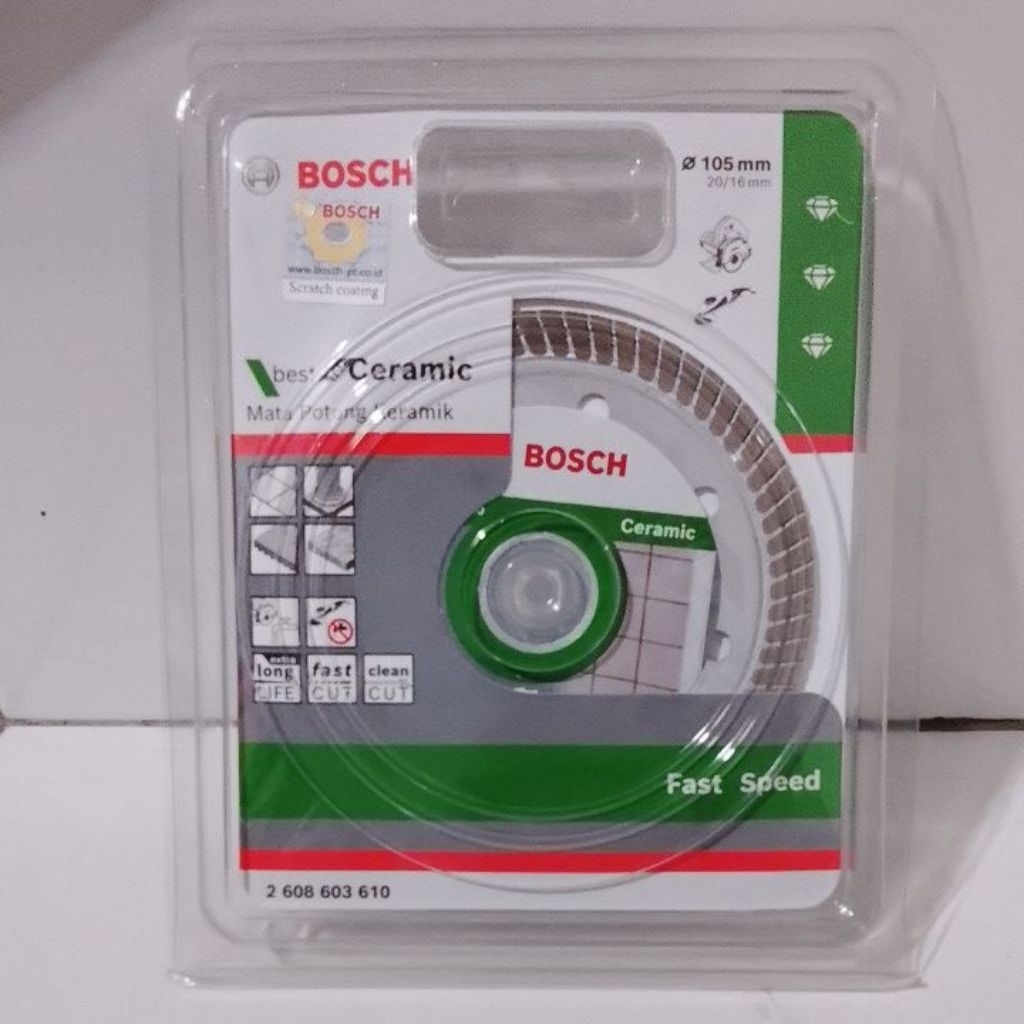 BOSCH
Ø 105 mm
20/16 mm
BOSCH
www.bosch-pt.co.id
Scratch coating
best for Ceramic
Mata Potong Keramik
BOSCH
Ceramic
extra
long
LIFE
fast
CUT
clean
CUT
Fast Speed
2 608 603 610